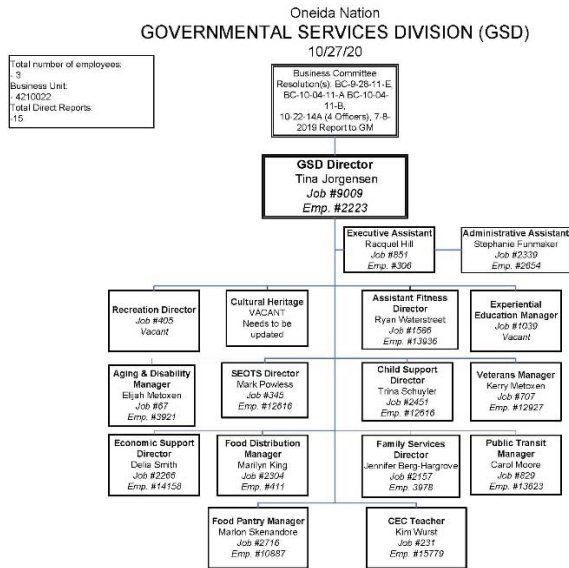 Oneida Nation
GOVERNMENTAL SERVICES DIVISION (GSD)
10/27/20
Total number of employees:
- 3
Business Unit:
- 4210022
Total Direct Reports:
-15
Business Committee
Resolution(s): BC-9-28-11-E,
BC-10-04-11-A BC-10-04-
11-B,
10-22-14A (4 Officers), 7-8-
2019 Report to GM
GSD Director
Tina Jorgensen
Job #9009
Emp. #2223
Executive Assistant
Racquel Hill
Job #851
Emp. #306
Administrative Assistant
Stephanie Funmaker
Job #2339
Emp. #2654
Recreation Director
Job #405
Vacant
Cultural Heritage
VACANT
Needs to be
updated
Assistant Fitness
Director
Ryan Waterstreet
Job #1586
Emp. #13936
Experiential
Education Manager
Job #1039
Vacant
Aging & Disability
Manager
Elijah Metoxen
Job #67
Emp. #3921
SEOTS Director
Mark Powless
Job #345
Emp. #12616
Child Support
Director
Trina Schuyler
Job #2451
Emp. #12616
Veterans Manager
Kerry Metoxen
Job #707
Emp. #12927
Economic Support
Director
Delia Smith
Job #2266
Emp. #14158
Food Distribution
Manager
Marilyn King
Job #2304
Emp. #411
Family Services
Director
Jennifer Berg-Hargrove
Job #2157
Emp. 3978
Public Transit
Manager
Carol Moore
Job #829
Emp. #13623
Food Pantry Manager
Marlon Skenandore
Job #2716
Emp. #10887
CEC Teacher
Kim Wurst
Job #231
Emp. #15779